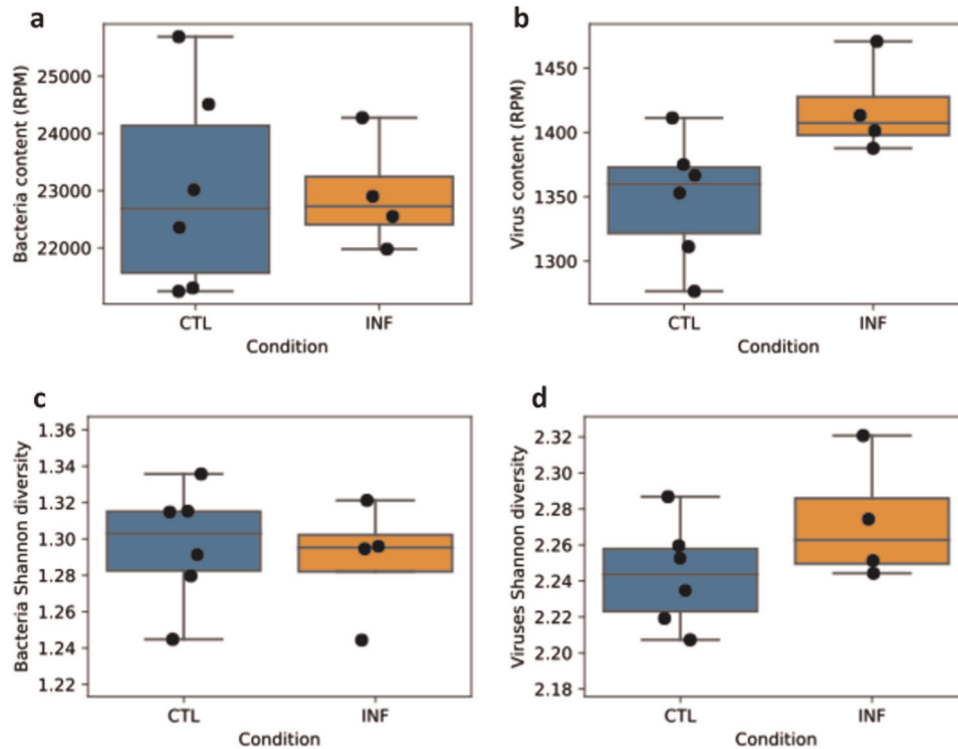 a
Bacteria content (RPM)
25000
24000
23000
22000
CTL INF
Condition
b
Virus content (RPM)
1450
1400
1350
1300
CTL INF
Condition
c
Bacteria Shannon diversity
1.36
1.34
1.32
1.30
1.28
1.26
1.24
1.22
CTL INF
Condition
d
Viruses Shannon diversity
2.32
2.30
2.28
2.26
2.24
2.22
2.20
2.18
CTL INF
Condition